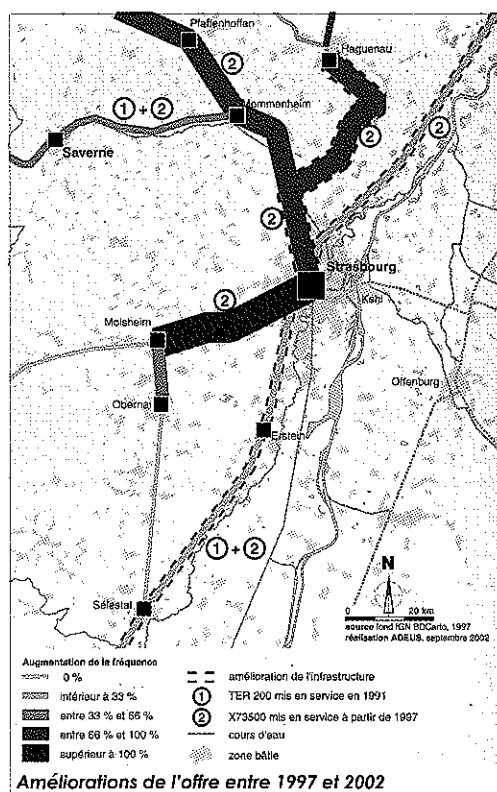 Pfaffenhoffen
Haguenau
2
Mommenheim
1 + 2
2
2
Saverne
2
Strasbourg
2
Kehl
Molsheim
Offenburg
Obernai
Erstein
1 + 2
N
Sélestat
0 20 km
source fond IGN BDCarto, 1997
réalisation ADEUS, septembre 2002
Augmentation de la fréquence
0 %
inférieur à 33 %
entre 33 % et 66 %
entre 66 % et 100 %
supérieur à 100 %
amélioration de l'infrastructure
1 TER 200 mis en service en 1991
2 X73500 mis en service à partir de 1997
cours d'eau
zone bâtie
Améliorations de l'offre entre 1997 et 2002